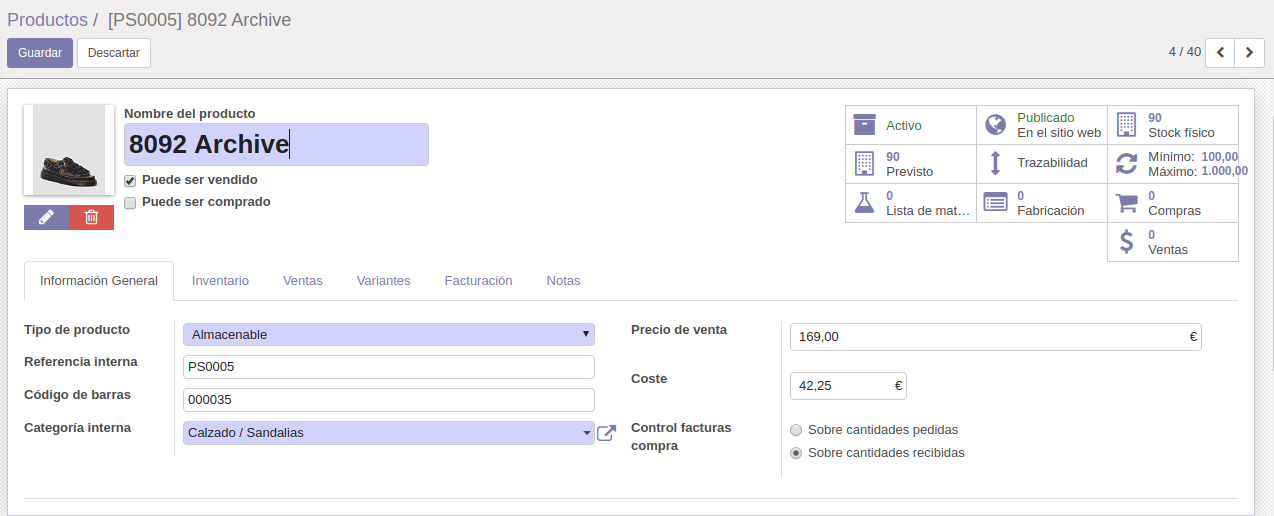 Productos / [PS0005] 8092 Archive
Guardar Descartar 4 / 40
Nombre del producto
8092 Archive
Puede ser vendido
Puede ser comprado
Activo
Publicado
En el sitio web
90
Stock físico
90
Previsto
Trazabilidad
Mínimo: 100,00
Máximo: 1.000,00
0
Lista de mat…
0
Fabricación
0
Compras
0
Ventas
Información General Inventario Ventas Variantes Facturación Notas
Tipo de producto Almacenable
Referencia interna PS0005
Código de barras 000035
Categoría interna Calzado / Sandalias
Precio de venta 169,00 €
Coste 42,25 €
Control facturas
compra
Sobre cantidades pedidas
Sobre cantidades recibidas